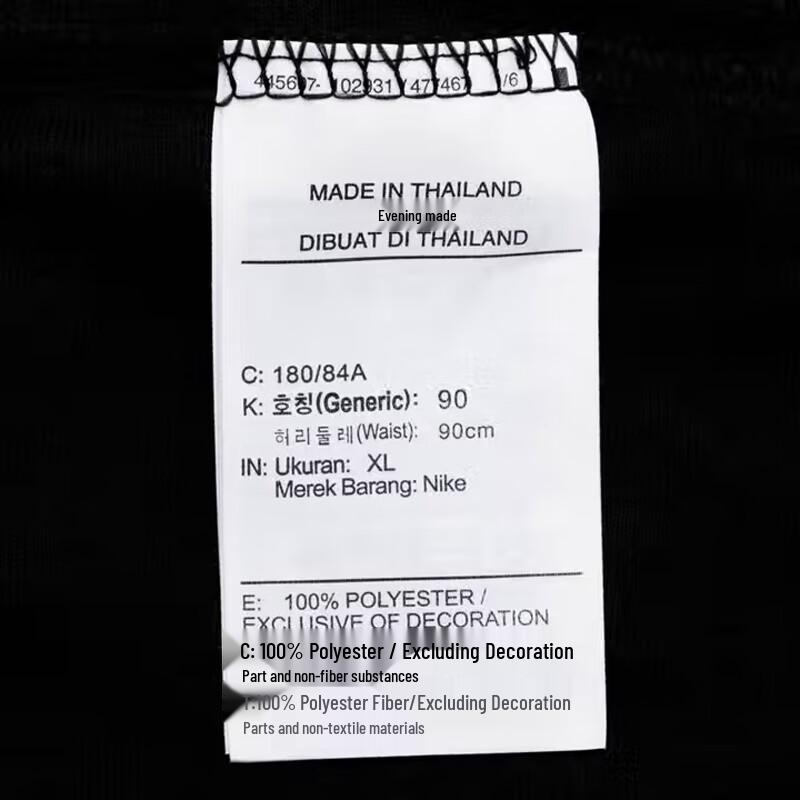 445697- 102931 / 477467 /6
MADE IN THAILAND
Evening made
DIBUAT DI THAILAND
C: 180/84A
K: 호칭(Generic): 90
허리둘레(Waist): 90cm
IN: Ukuran: XL
Merek Barang: Nike
E: 100% POLYESTER /
EXCLUSIVE OF DECORATION
C: 100% Polyester / Excluding Decoration
Part and non-fiber substances
T:100% Polyester Fiber/Excluding Decoration
Parts and non-textile materials